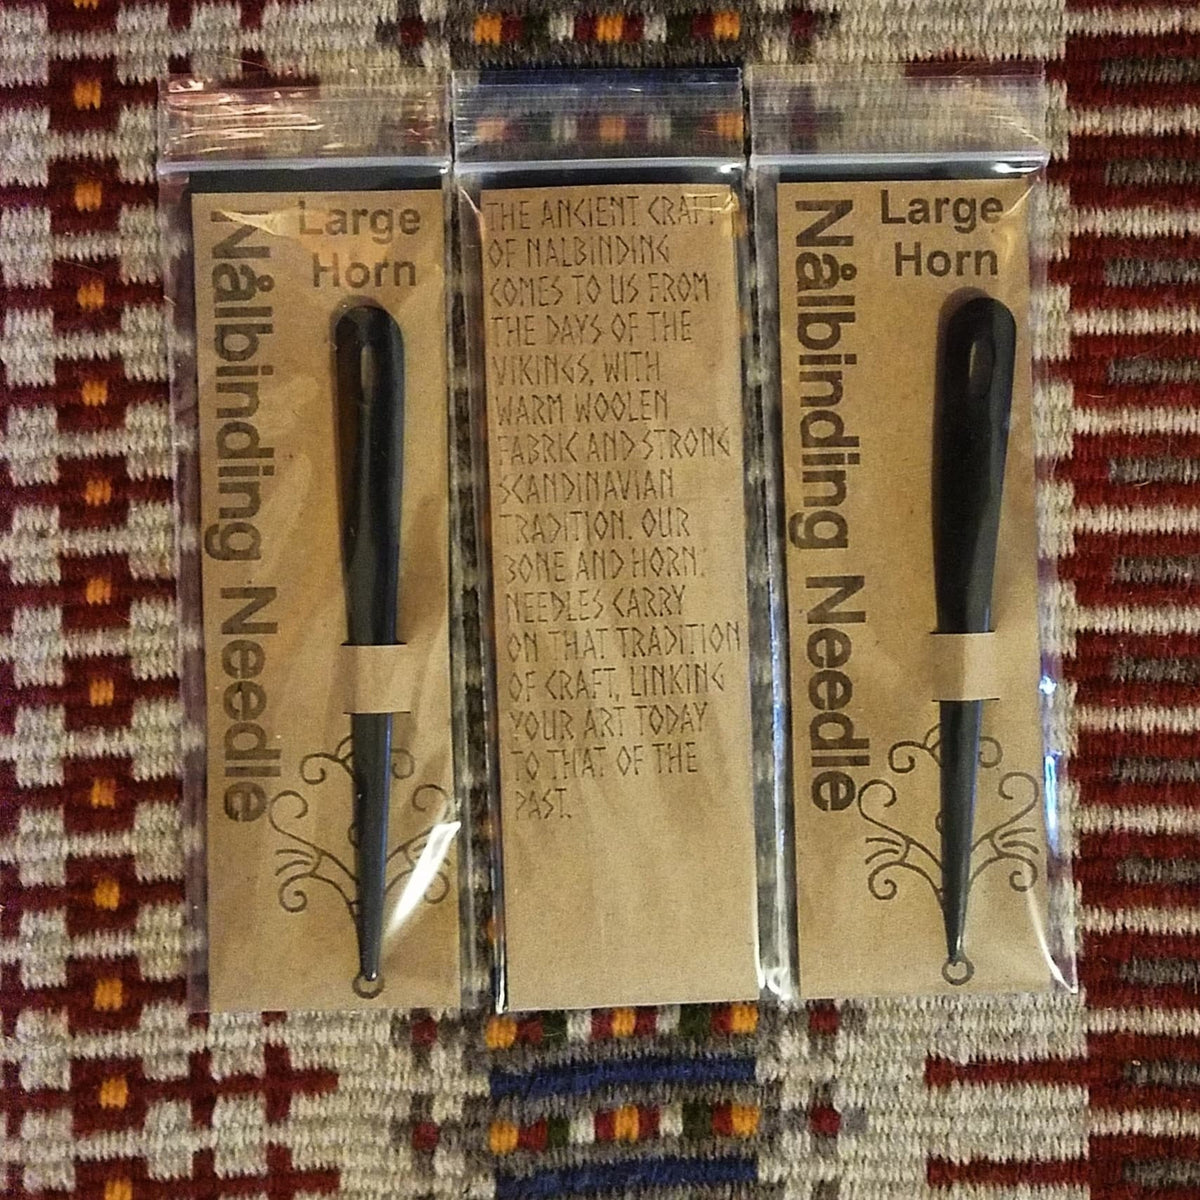 Large
Horn
Nålbinding Needle
THE ANCIENT CRAFT
OF NALBINDING
COMES TO US FROM
THE DAYS OF THE
VIKINGS, WITH
WARM WOOLEN
FABRIC AND STRONG
SCANDINAVIAN
TRADITION. OUR
BONE AND HORN
NEEDLES CARRY
ON THAT TRADITION
OF CRAFT, LINKING
YOUR ART TODAY
TO THAT OF THE
PAST.
Large
Horn
Nålbinding Needle